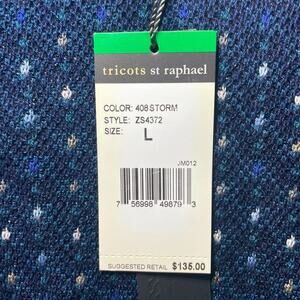 tricots st raphael
COLOR: 408 STORM
STYLE: ZS4372
SIZE: L
JM012
7 56998 49879 3
SUGGESTED RETAIL $135.00